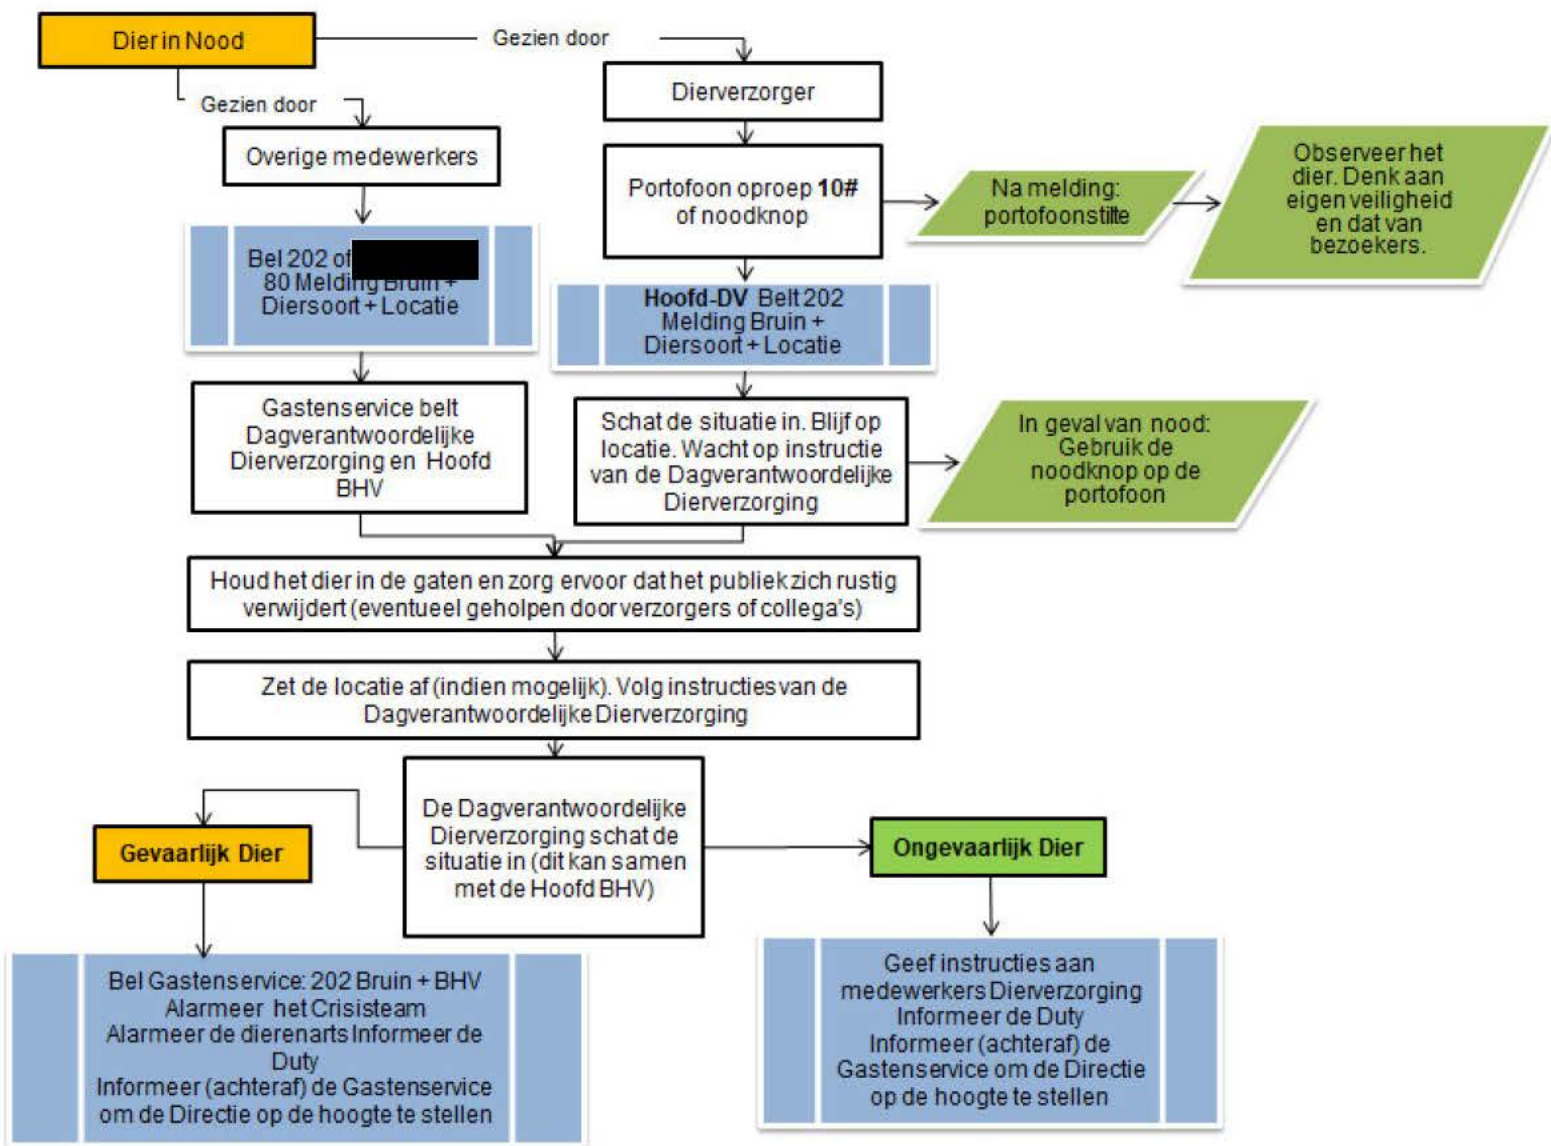 Dier in Nood
Gezien door
Gezien door
Dierverzorger
Overige medewerkers
Portofoon oproep 10#
of noodknop
Na melding:
portofoonstilte
Observeer het
dier. Denk aan
eigen veiligheid
en dat van
bezoekers.
Bel 202 of
80 Melding Bruin +
Diersoort + Locatie
Hoofd-DV Belt 202
Melding Bruin +
Diersoort + Locatie
Gastenservice belt
Dagverantwoordelijke
Dierverzorging en Hoofd
BHV
Schat de situatie in. Blijf op
locatie. Wacht op instructie
van de Dagverantwoordelijke
Dierverzorging
In geval van nood:
Gebruik de
noodknop op de
portofoon
Houd het dier in de gaten en zorg ervoor dat het publiek zich rustig
verwijdert (eventueel geholpen door verzorgers of collega's)
Zet de locatie af (indien mogelijk). Volg instructies van de
Dagverantwoordelijke Dierverzorging
De Dagverantwoordelijke
Dierverzorging schat de
situatie in (dit kan samen
met de Hoofd BHV)
Gevaarlijk Dier
Ongevaarlijk Dier
Bel Gastenservice: 202 Bruin + BHV
Alarmeer het Crisisteam
Alarmeer de dierenarts Informeer de
Duty
Informeer (achteraf) de Gastenservice
om de Directie op de hoogte te stellen
Geef instructies aan
medewerkers Dierverzorging
Informeer de Duty
Informeer (achteraf) de
Gastenservice om de Directie
op de hoogte te stellen